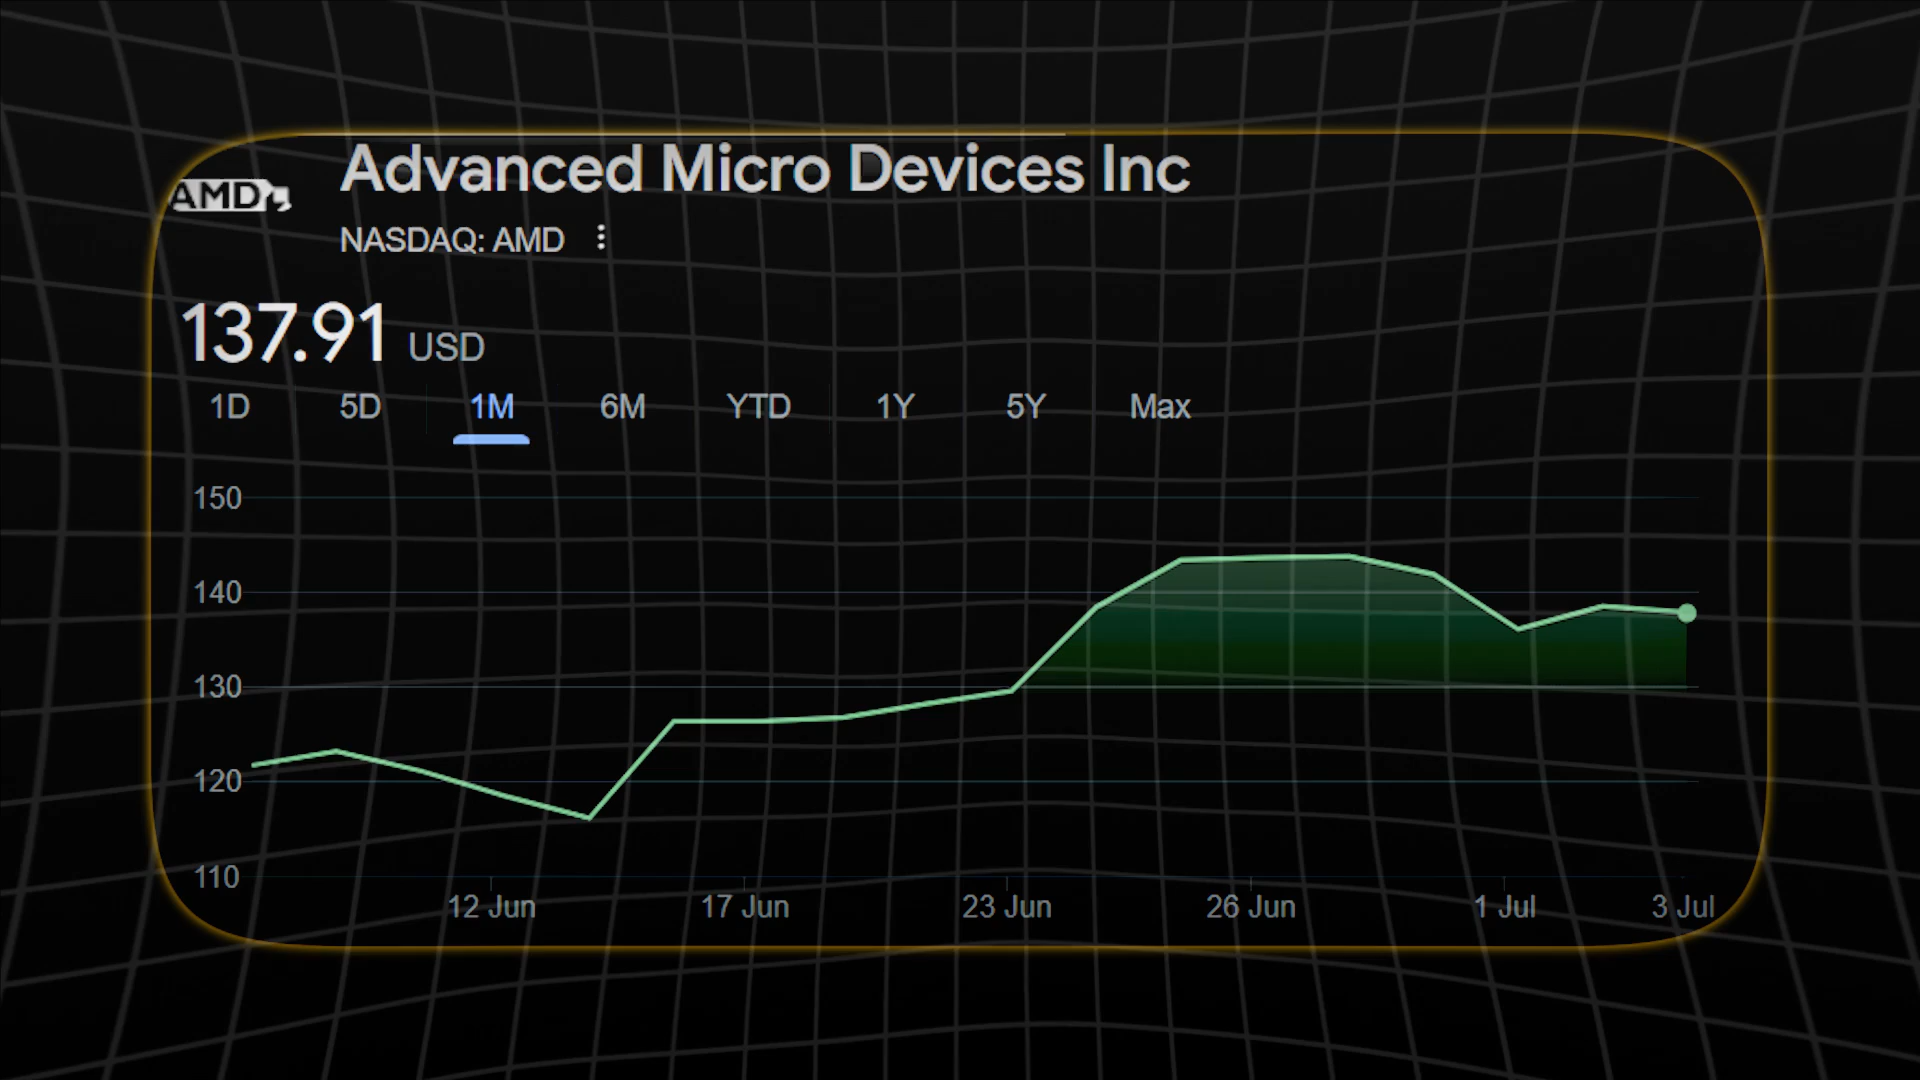 AMD
Advanced Micro Devices Inc
NASDAQ: AMD
137.91 USD
1D 5D 1M 6M YTD 1Y 5Y Max
150
140
130
120
110
12 Jun 17 Jun 23 Jun 26 Jun 1 Jul 3 Jul